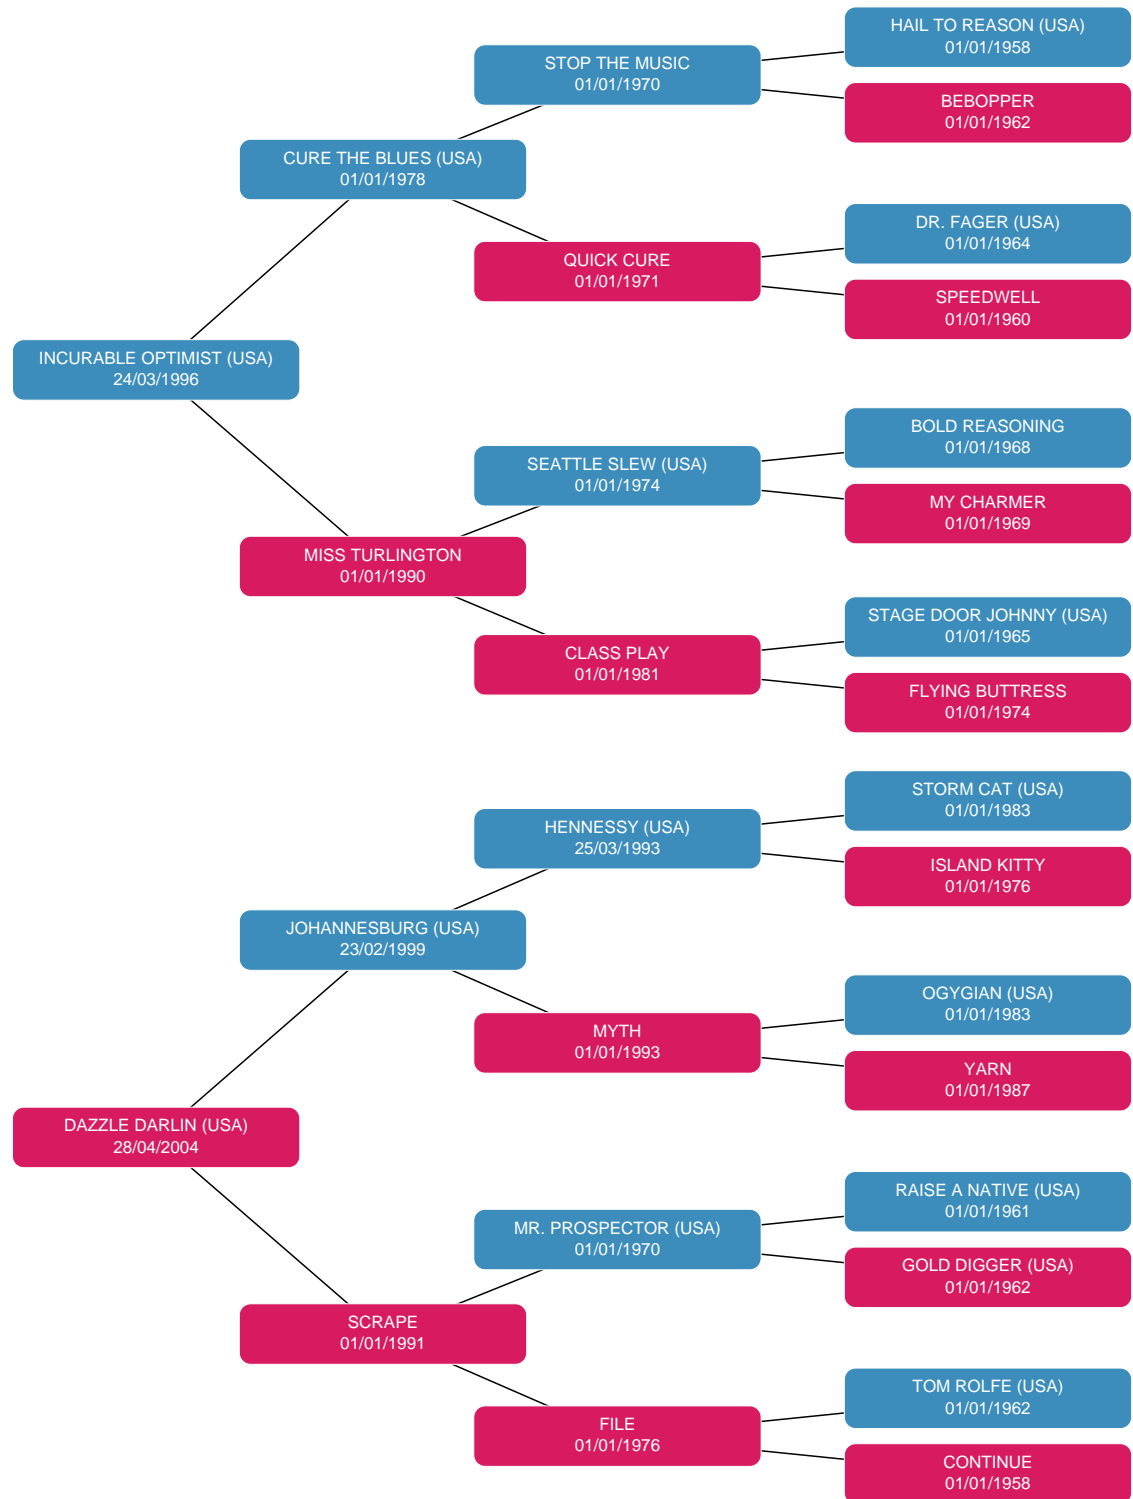 HAIL TO REASON (USA)
01/01/1958
STOP THE MUSIC
01/01/1970
BEBOPPER
01/01/1962
CURE THE BLUES (USA)
01/01/1978
DR. FAGER (USA)
01/01/1964
QUICK CURE
01/01/1971
SPEEDWELL
01/01/1960
INCURABLE OPTIMIST (USA)
24/03/1996
BOLD REASONING
01/01/1968
SEATTLE SLEW (USA)
01/01/1974
MY CHARMER
01/01/1969
MISS TURLINGTON
01/01/1990
STAGE DOOR JOHNNY (USA)
01/01/1965
CLASS PLAY
01/01/1981
FLYING BUTTRESS
01/01/1974
STORM CAT (USA)
01/01/1983
HENNESSY (USA)
25/03/1993
ISLAND KITTY
01/01/1976
JOHANNESBURG (USA)
23/02/1999
OGYGIAN (USA)
01/01/1983
MYTH
01/01/1993
YARN
01/01/1987
DAZZLE DARLIN (USA)
28/04/2004
RAISE A NATIVE (USA)
01/01/1961
MR. PROSPECTOR (USA)
01/01/1970
GOLD DIGGER (USA)
01/01/1962
SCRAPE
01/01/1991
TOM ROLFE (USA)
01/01/1962
FILE
01/01/1976
CONTINUE
01/01/1958